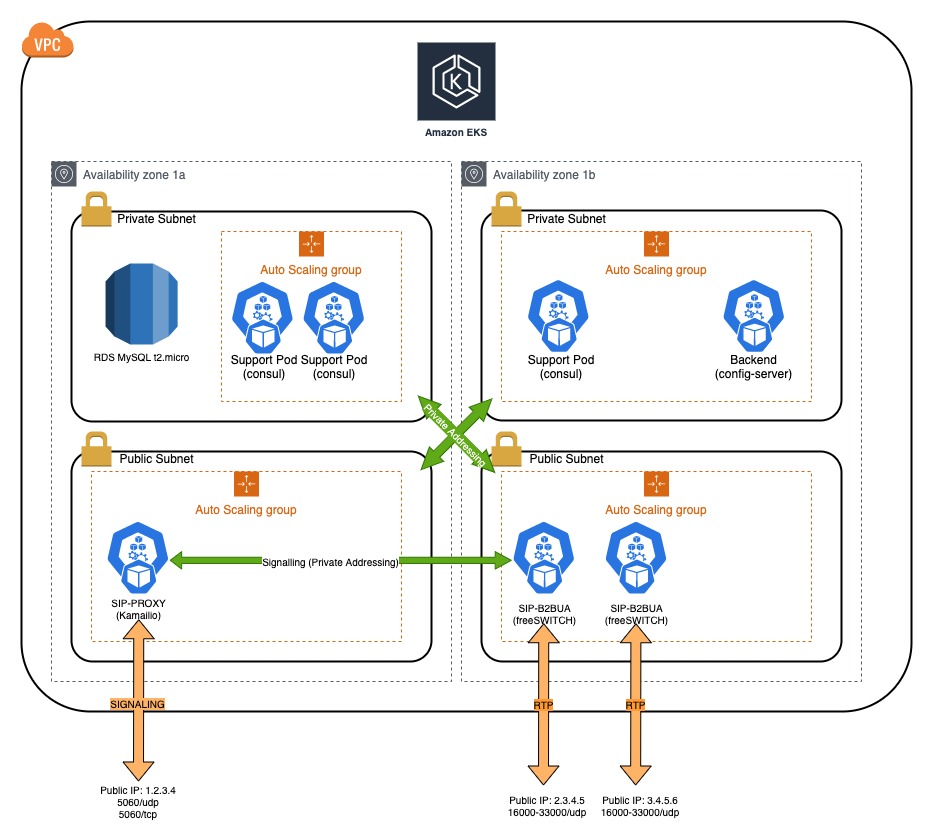 VPC
Amazon EKS
Availability zone 1a
Availability zone 1b
Private Subnet
Private Subnet
Auto Scaling group
Auto Scaling group
RDS MySQL t2.micro
Support Pod
(consul)
Support Pod
(consul)
Support Pod
(consul)
Backend
(config-server)
Private Addressing
Public Subnet
Public Subnet
Auto Scaling group
Auto Scaling group
Signalling (Private Addressing)
SIP-PROXY
(Kamailio)
SIP-B2BUA
(freeSWITCH)
SIP-B2BUA
(freeSWITCH)
SIGNALING
RTP
RTP
Public IP: 1.2.3.4
5060/udp
5060/tcp
Public IP: 2.3.4.5
16000-33000/udp
Public IP: 3.4.5.6
16000-33000/udp